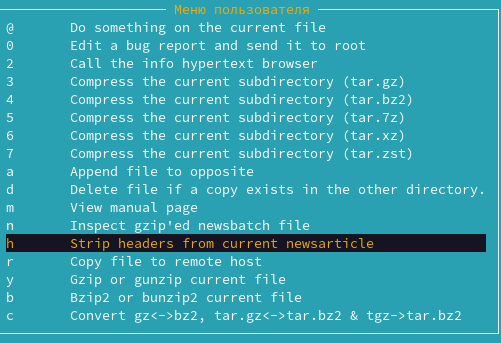 Меню пользователя
@ Do something on the current file
0 Edit a bug report and send it to root
2 Call the info hypertext browser
3 Compress the current subdirectory (tar.gz)
4 Compress the current subdirectory (tar.bz2)
5 Compress the current subdirectory (tar.7z)
6 Compress the current subdirectory (tar.xz)
7 Compress the current subdirectory (tar.zst)
a Append file to opposite
d Delete file if a copy exists in the other directory.
m View manual page
n Inspect gzip'ed newsbatch file
h Strip headers from current newsarticle
r Copy file to remote host
y Gzip or gunzip current file
b Bzip2 or bunzip2 current file
c Convert gz<->bz2, tar.gz<->tar.bz2 & tgz->tar.bz2